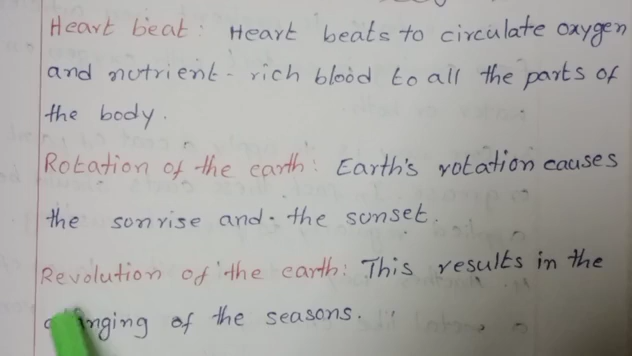 Heart beat: Heart beats to circulate oxygen
and nutrient-rich blood to all the parts of
the body.
Rotation of the earth: Earth's rotation causes
the sunrise and the sunset.
Revolution of the earth: This results in the
of the seasons.